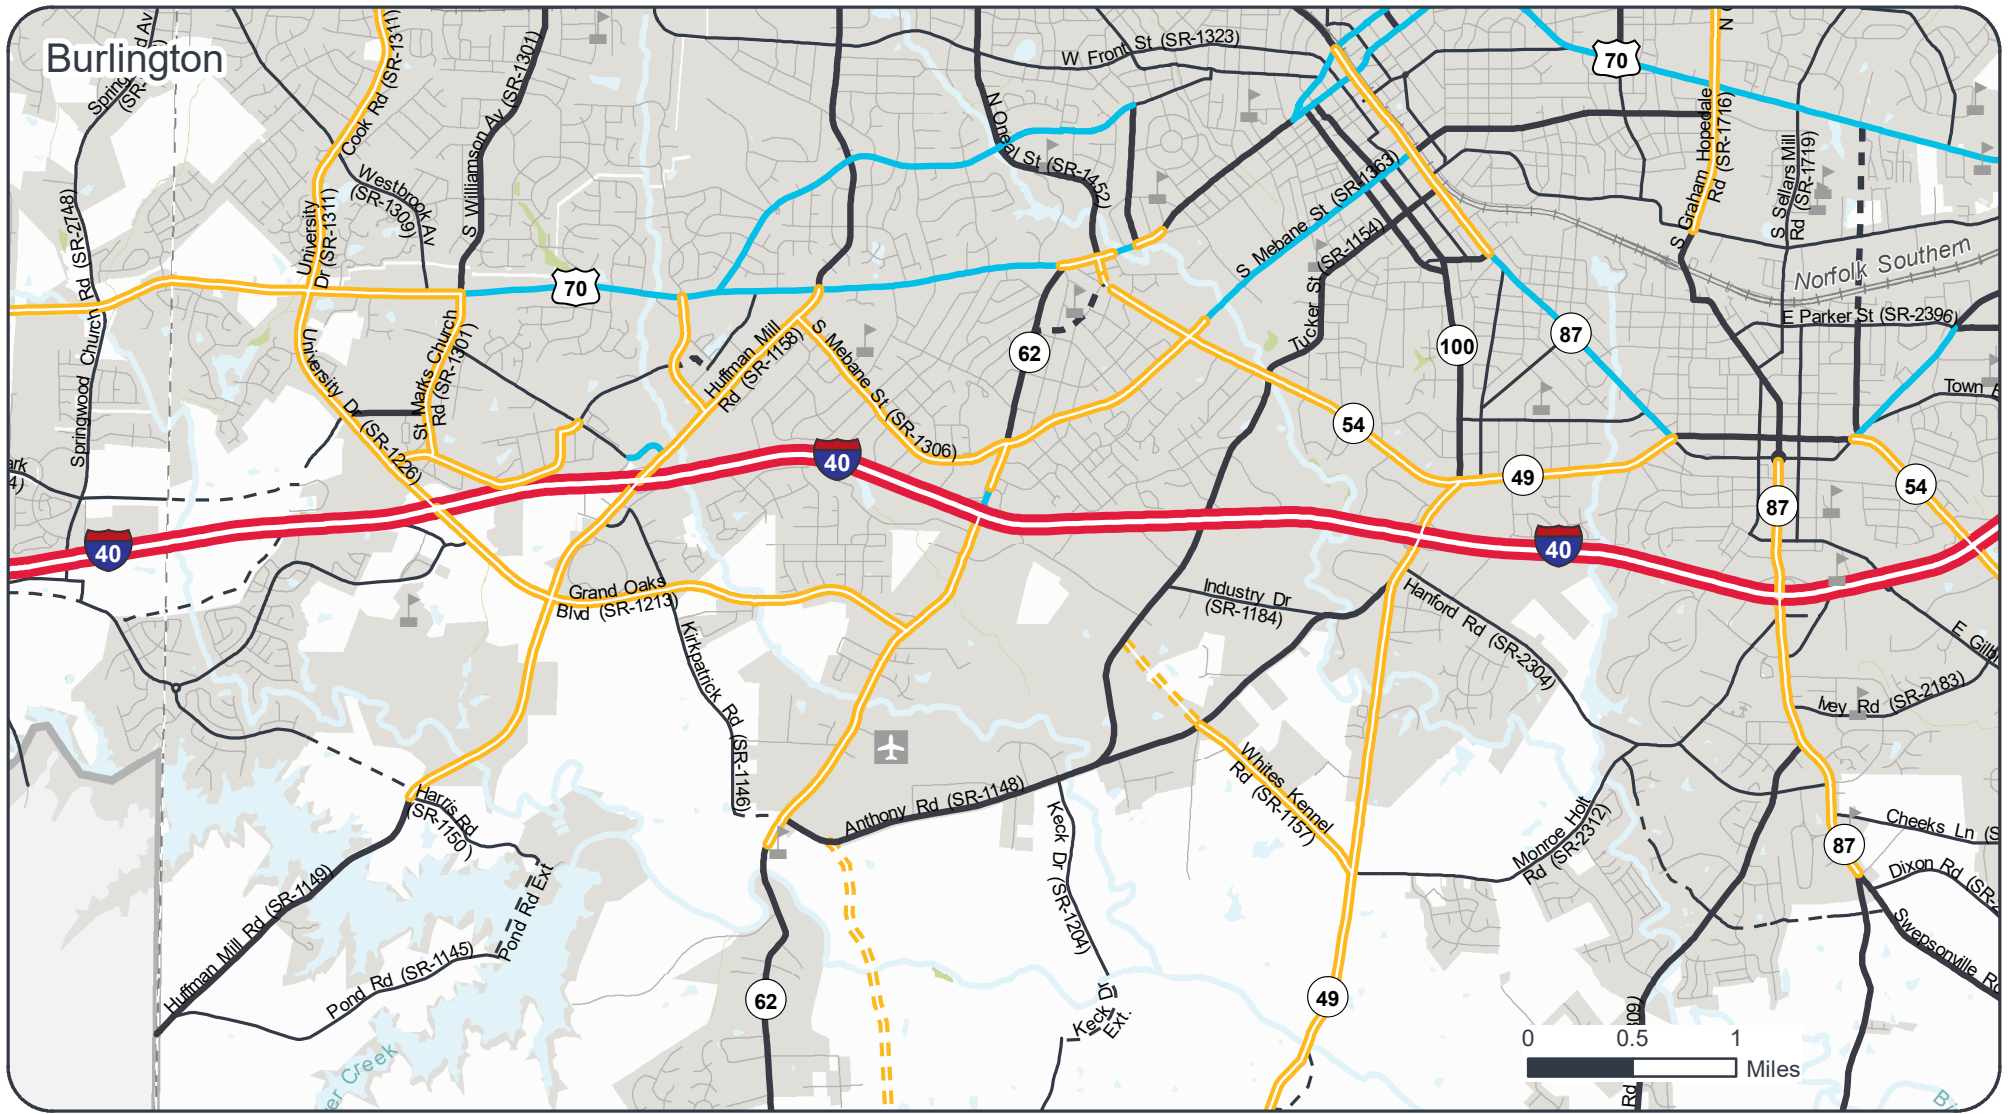 Burlington
Cook Rd (SR-1311)
S Williamson Av (SR-1301)
W Front St (SR-1323)
70
N Oneal St (SR-1452)
Westbrook Av
(SR-1309)
University
Dr (SR-1311)
Springwood Church Rd (SR-2748)
S Mebane St (SR-1363)
Tucker St (SR-1154)
S Graham Hopedale
Rd (SR-1716)
S Sellars Mill
Rd (SR-1719)
Norfolk Southern
70
E Parker St (SR-2396)
62
100
87
Huffman Mill
Rd (SR-1158)
S Mebane St (SR-1306)
St Marks Church
Rd (SR-1301)
University Dr (SR-1226)
54
49
87
54
40
40
40
Grand Oaks
Blvd (SR-1213)
Industry Dr
(SR-1184)
Hanford Rd (SR-2304)
Kirkpatrick Rd (SR-1146)
Ivey Rd (SR-2183)
Anthony Rd (SR-1148)
Whites Kennel
Rd (SR-1157)
Harris Rd
(SR-1150)
Monroe Holt
Rd (SR-2312)
Cheeks Ln
87
Dixon Rd
Swepsonville Rd
Keck Dr (SR-1204)
Huffman Mill Rd (SR-1149)
Pond Rd Ext
Pond Rd (SR-1145)
62
49
Keck Dr
Ext.
Creek
0 0.5 1
Miles